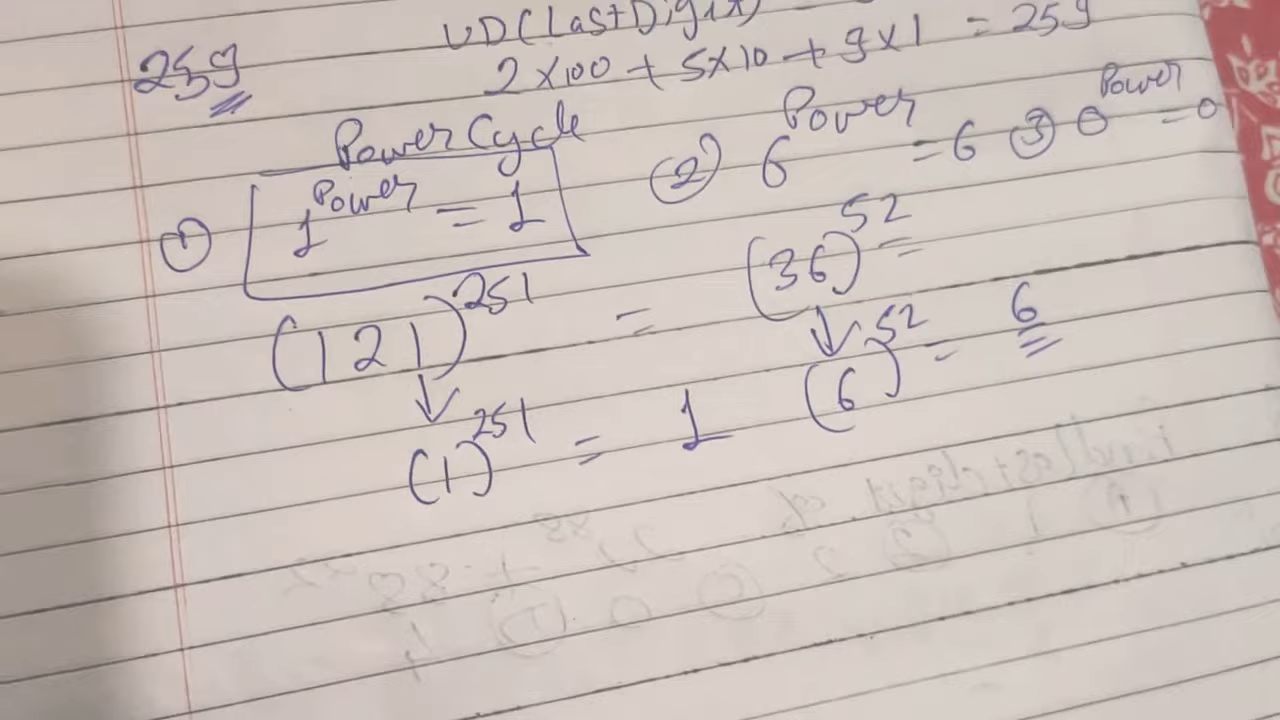 UD(Last Digit)
259 2×100 + 5×10 + 9×1 = 259
Power Cycle
① 1^Power = 1 ② 6^Power = 6 ③ 0^Power = 0
(121)^251 = (36)^52 =
↓ ↓
(1)^251 = 1 (6)^52 = 6